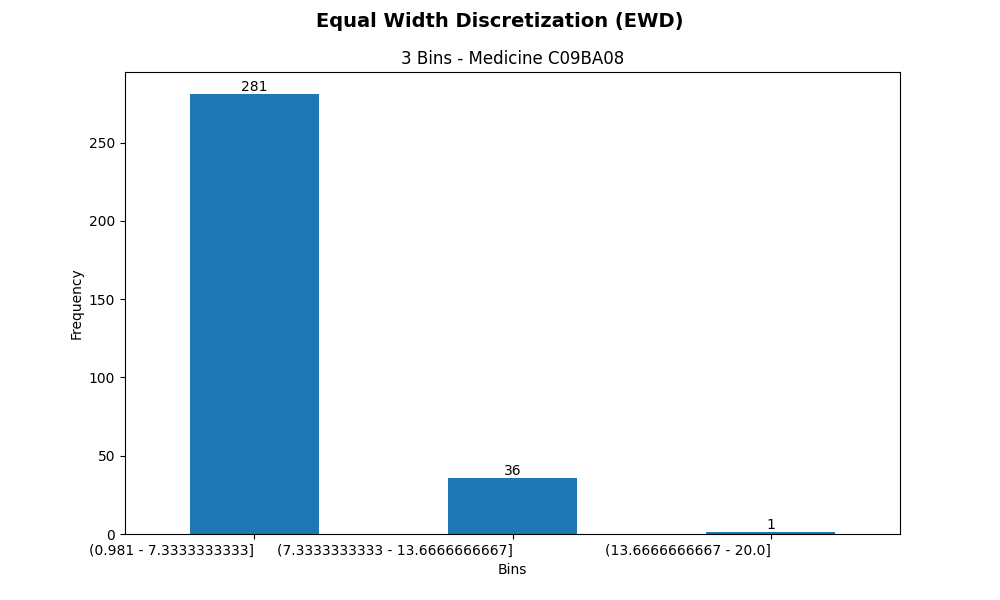 Equal Width Discretization (EWD)
3 Bins - Medicine C09BA08
281
250
200
150
100
50
0
Frequency
36
1
(0.981 - 7.3333333333] (7.3333333333 - 13.6666666667] (13.6666666667 - 20.0]
Bins